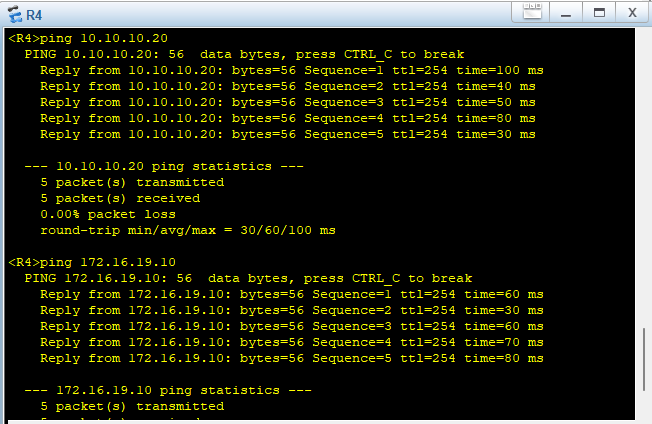 R4
<R4>ping 10.10.10.20
PING 10.10.10.20: 56  data bytes, press CTRL_C to break
Reply from 10.10.10.20: bytes=56 Sequence=1 ttl=254 time=100 ms
Reply from 10.10.10.20: bytes=56 Sequence=2 ttl=254 time=40 ms
Reply from 10.10.10.20: bytes=56 Sequence=3 ttl=254 time=50 ms
Reply from 10.10.10.20: bytes=56 Sequence=4 ttl=254 time=80 ms
Reply from 10.10.10.20: bytes=56 Sequence=5 ttl=254 time=30 ms
--- 10.10.10.20 ping statistics ---
5 packet(s) transmitted
5 packet(s) received
0.00% packet loss
round-trip min/avg/max = 30/60/100 ms
<R4>ping 172.16.19.10
PING 172.16.19.10: 56  data bytes, press CTRL_C to break
Reply from 172.16.19.10: bytes=56 Sequence=1 ttl=254 time=60 ms
Reply from 172.16.19.10: bytes=56 Sequence=2 ttl=254 time=30 ms
Reply from 172.16.19.10: bytes=56 Sequence=3 ttl=254 time=60 ms
Reply from 172.16.19.10: bytes=56 Sequence=4 ttl=254 time=70 ms
Reply from 172.16.19.10: bytes=56 Sequence=5 ttl=254 time=80 ms
--- 172.16.19.10 ping statistics ---
5 packet(s) transmitted